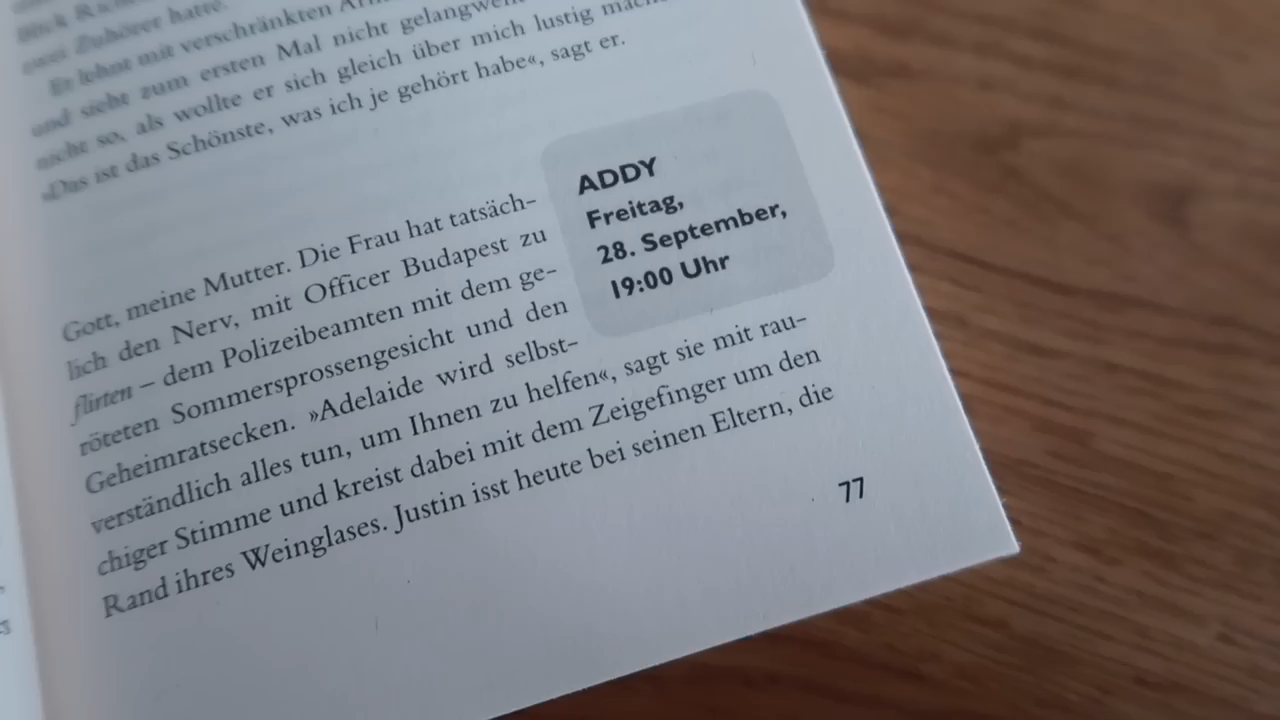 zwei Zuhörer hatte.
Er lehnt mit verschränkten
und sieht zum ersten Mal nicht
nicht so, als wollte er sich gleich über mich lustig
»Das ist das Schönste, was ich je gehört habe«, sagt er.
ADDY
Freitag,
28. September,
19:00 Uhr
Gott, meine Mutter. Die Frau hat tatsäch-
lich den Nerv, mit Officer Budapest zu
flirten – dem Polizeibeamten mit dem ge-
röteten Sommersprossengesicht und den
Geheimratsecken. »Adelaide wird selbst-
verständlich alles tun, um Ihnen zu helfen«, sagt sie mit rau-
chiger Stimme und kreist dabei mit dem Zeigefinger um den
Rand ihres Weinglases. Justin isst heute bei seinen Eltern, die
77